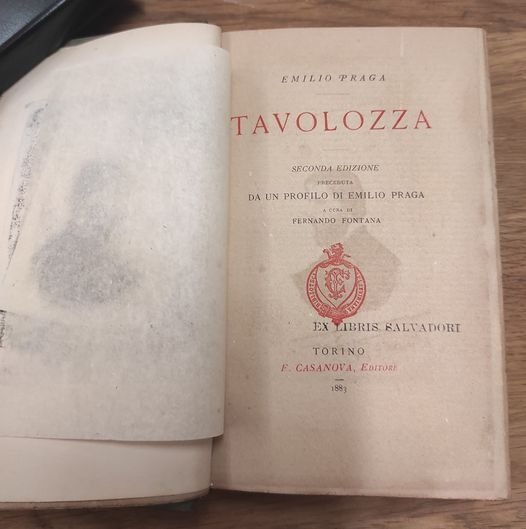 EMILIO PRAGA
TAVOLOZZA
SECONDA EDIZIONE
PRECEDUTA
DA UN PROFILO DI EMILIO PRAGA
A CURA DI
FERNANDO FONTANA
EX LIBRIS SALVADORI
TORINO
F. CASANOVA, EDITORE
1883